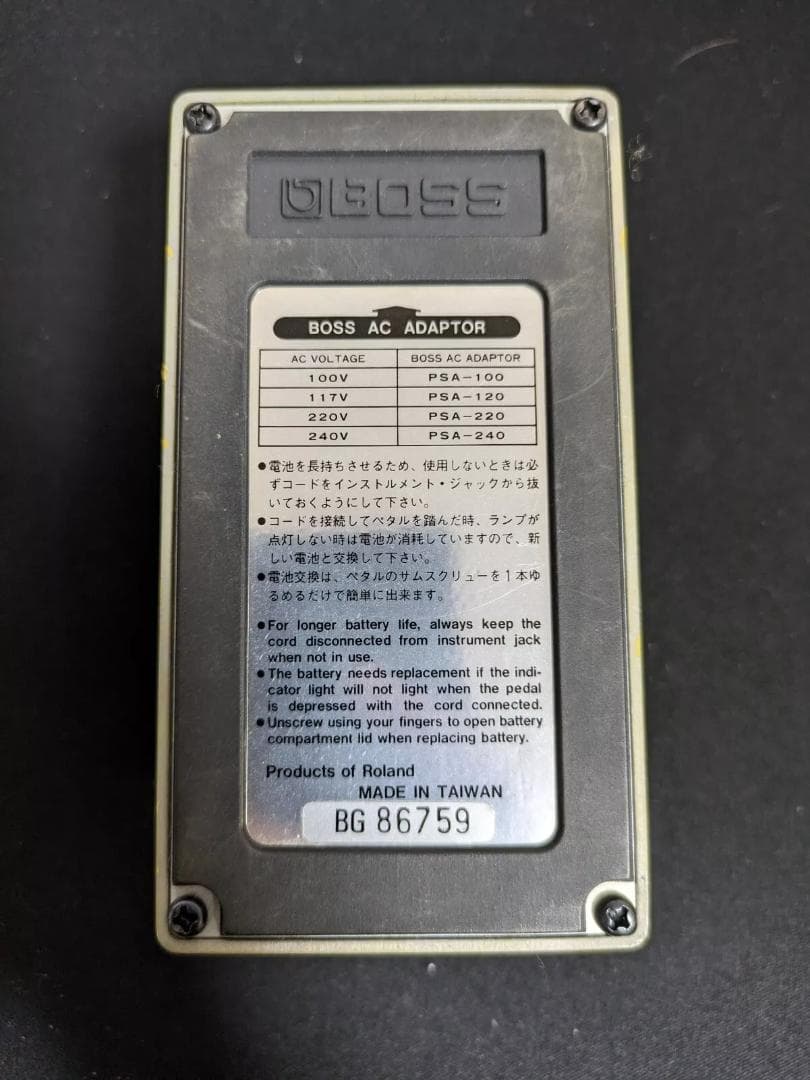 BOSS
BOSS AC ADAPTOR
AC VOLTAGE BOSS AC ADAPTOR
100V PSA-100
117V PSA-120
220V PSA-220
240V PSA-240
●電池を長持ちさせるため、使用しないときは必
ずコードをインストルメント・ジャックから抜
いておくようにして下さい。
●コードを接続してペタルを踏んだ時、ランプが
点灯しない時は電池が消耗していますので、新
しい電池と交換して下さい。
●電池交換は、ペタルのサムスクリューを1本ゆ
るめるだけで簡単に出来ます。
●For longer battery life, always keep the
cord disconnected from instrument jack
when not in use.
●The battery needs replacement if the indi-
cator light will not light when the pedal
is depressed with the cord connected.
●Unscrew using your fingers to open battery
compartment lid when replacing battery.
Products of Roland
MADE IN TAIWAN
BG 86759